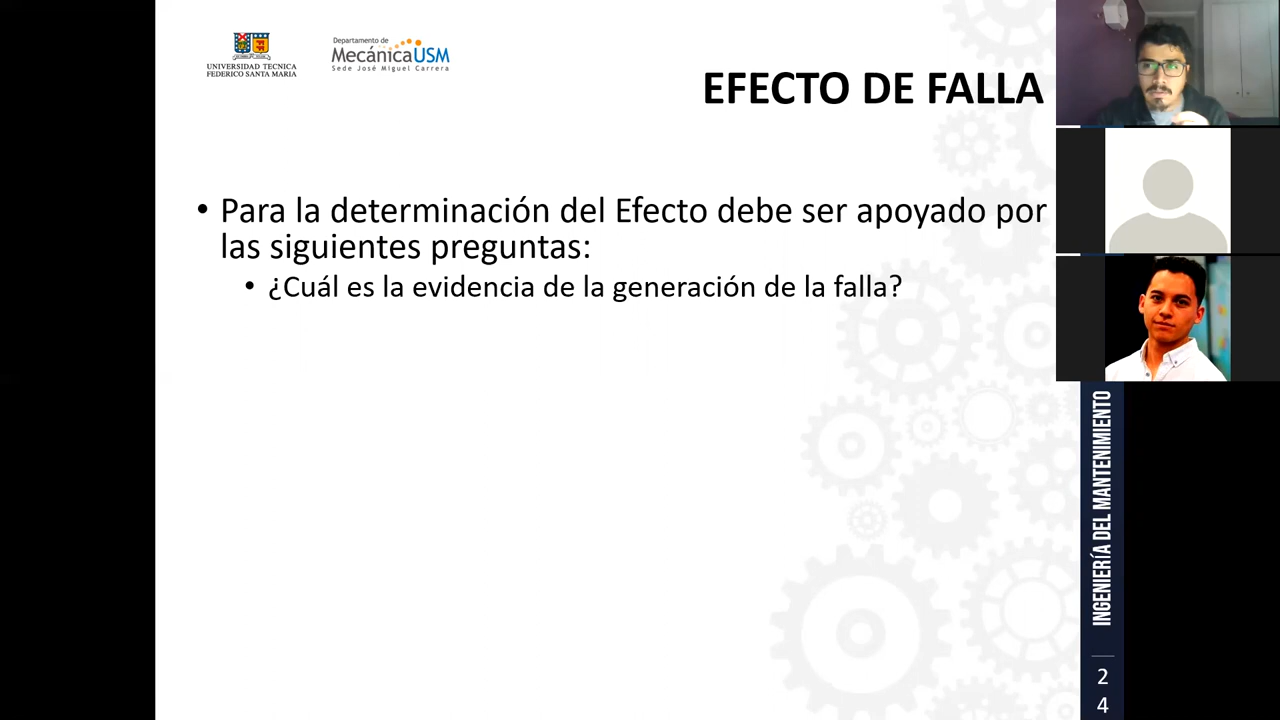 UNIVERSIDAD TECNICA
FEDERICO SANTA MARIA
Departamento de
MecánicaUSM
Sede José Miguel Carrera
EFECTO DE FALLA
• Para la determinación del Efecto debe ser apoyado por
las siguientes preguntas:
• ¿Cuál es la evidencia de la generación de la falla?
INGENIERÍA DEL MANTENIMIENTO
2
4